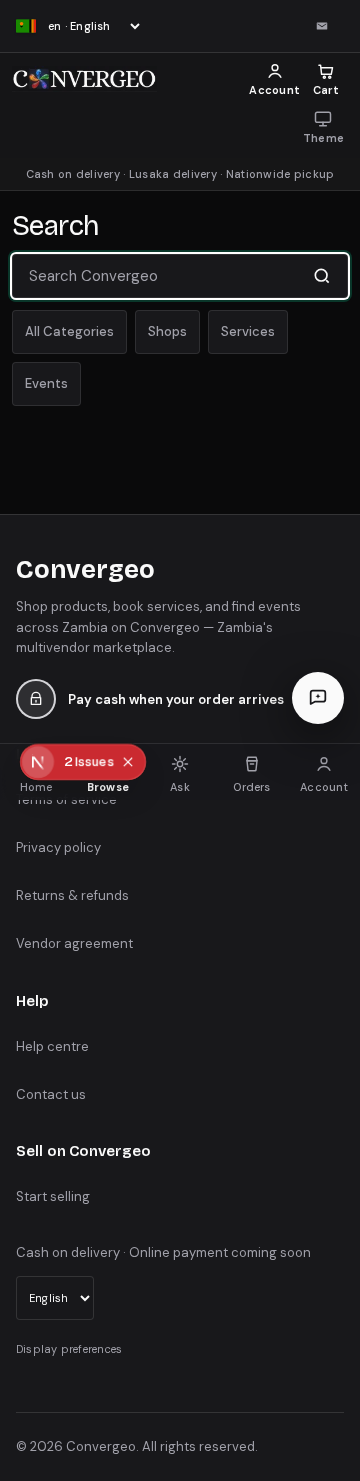 en · English
CONVERGEO
Account
Cart
Theme
Cash on delivery · Lusaka delivery · Nationwide pickup
Search
Search Convergeo
All Categories
Shops
Services
Events
Convergeo
Shop products, book services, and find events
across Zambia on Convergeo — Zambia's
multivendor marketplace.
Pay cash when your order arrives
N
2 Issues
Home
Browse
Ask
Orders
Account
Terms of service
Privacy policy
Returns & refunds
Vendor agreement
Help
Help centre
Contact us
Sell on Convergeo
Start selling
Cash on delivery · Online payment coming soon
English
Display preferences
© 2026 Convergeo. All rights reserved.